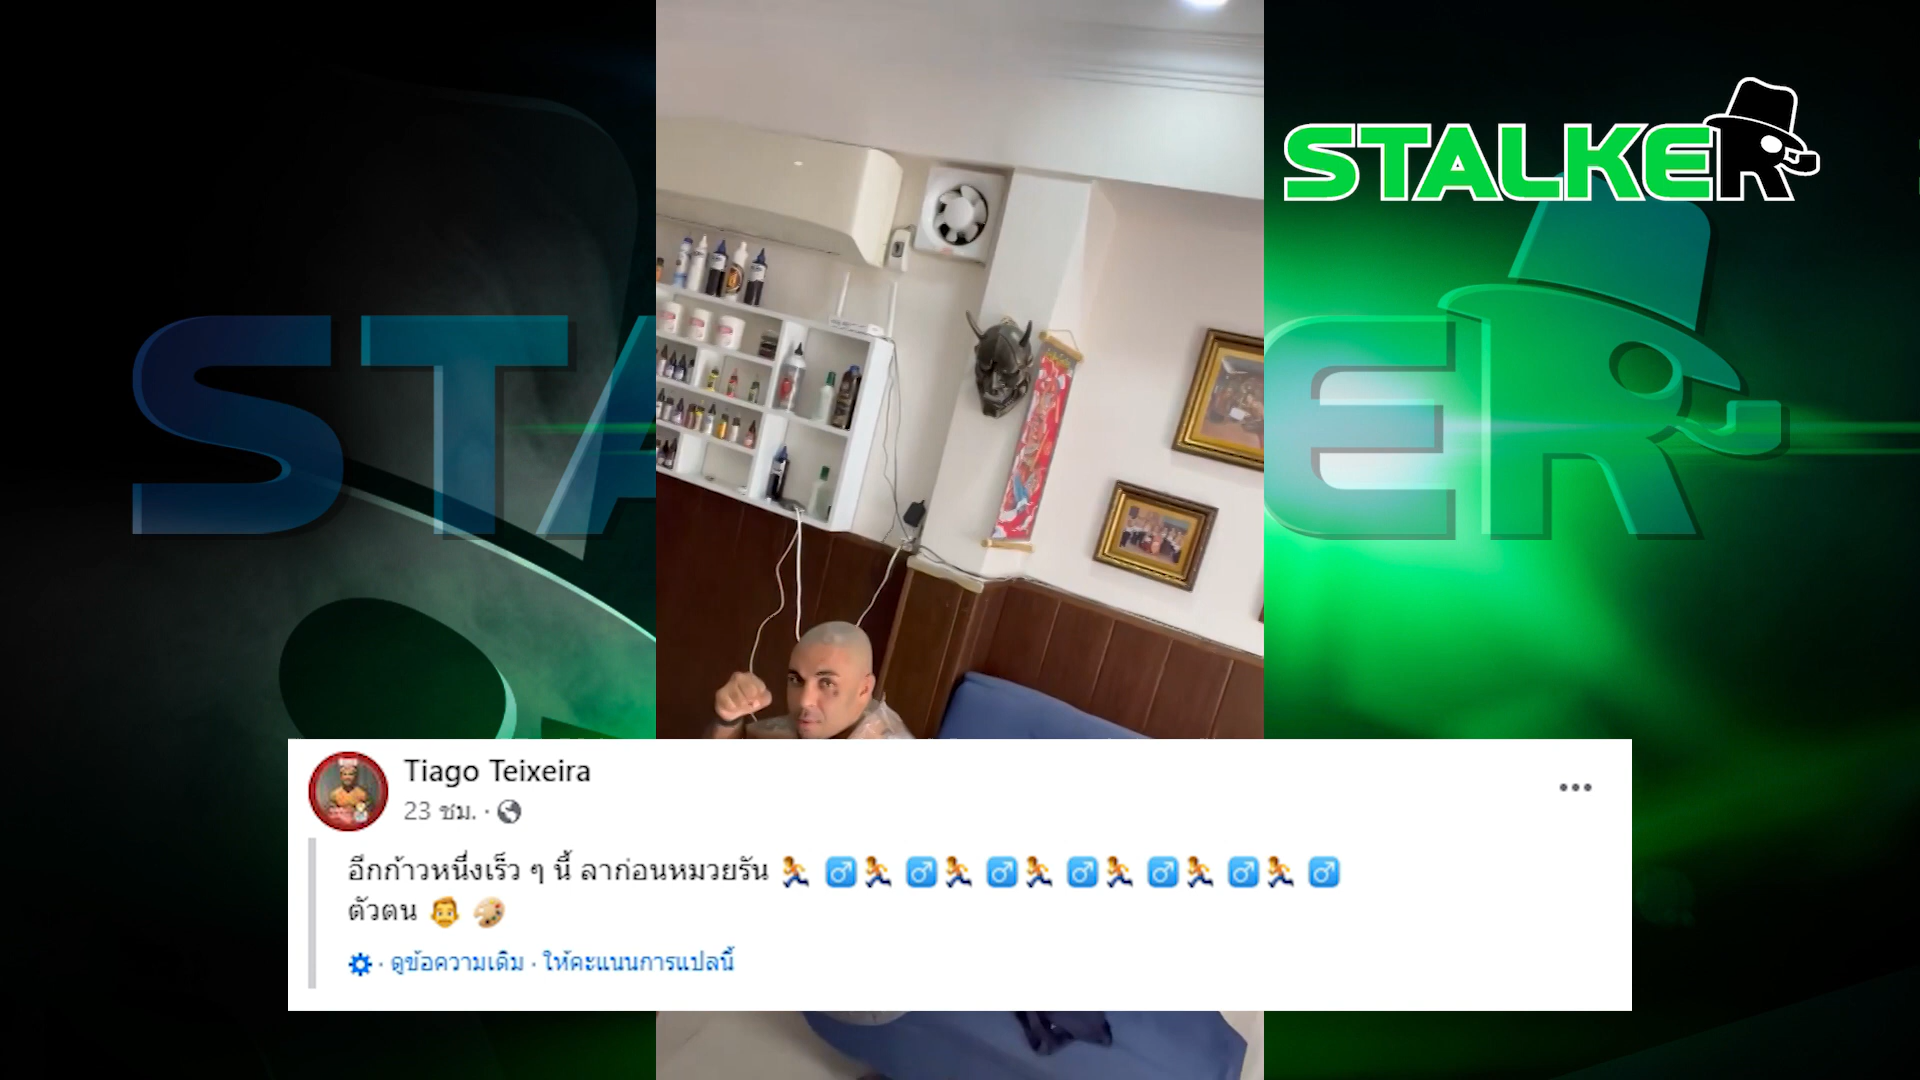 STALKER
STA
ER
Tiago Teixeira
23 ชม. ·
อีกก้าวหนึ่งเร็ว ๆ นี้ ลาก่อนหมวยรัน 🏃 ♂️🏃 ♂️🏃 ♂️🏃 ♂️🏃 ♂️🏃 ♂️🏃 ♂️
ตัวตน 👨 🎨
· ดูข้อความเดิม · ให้คะแนนการแปลนี้